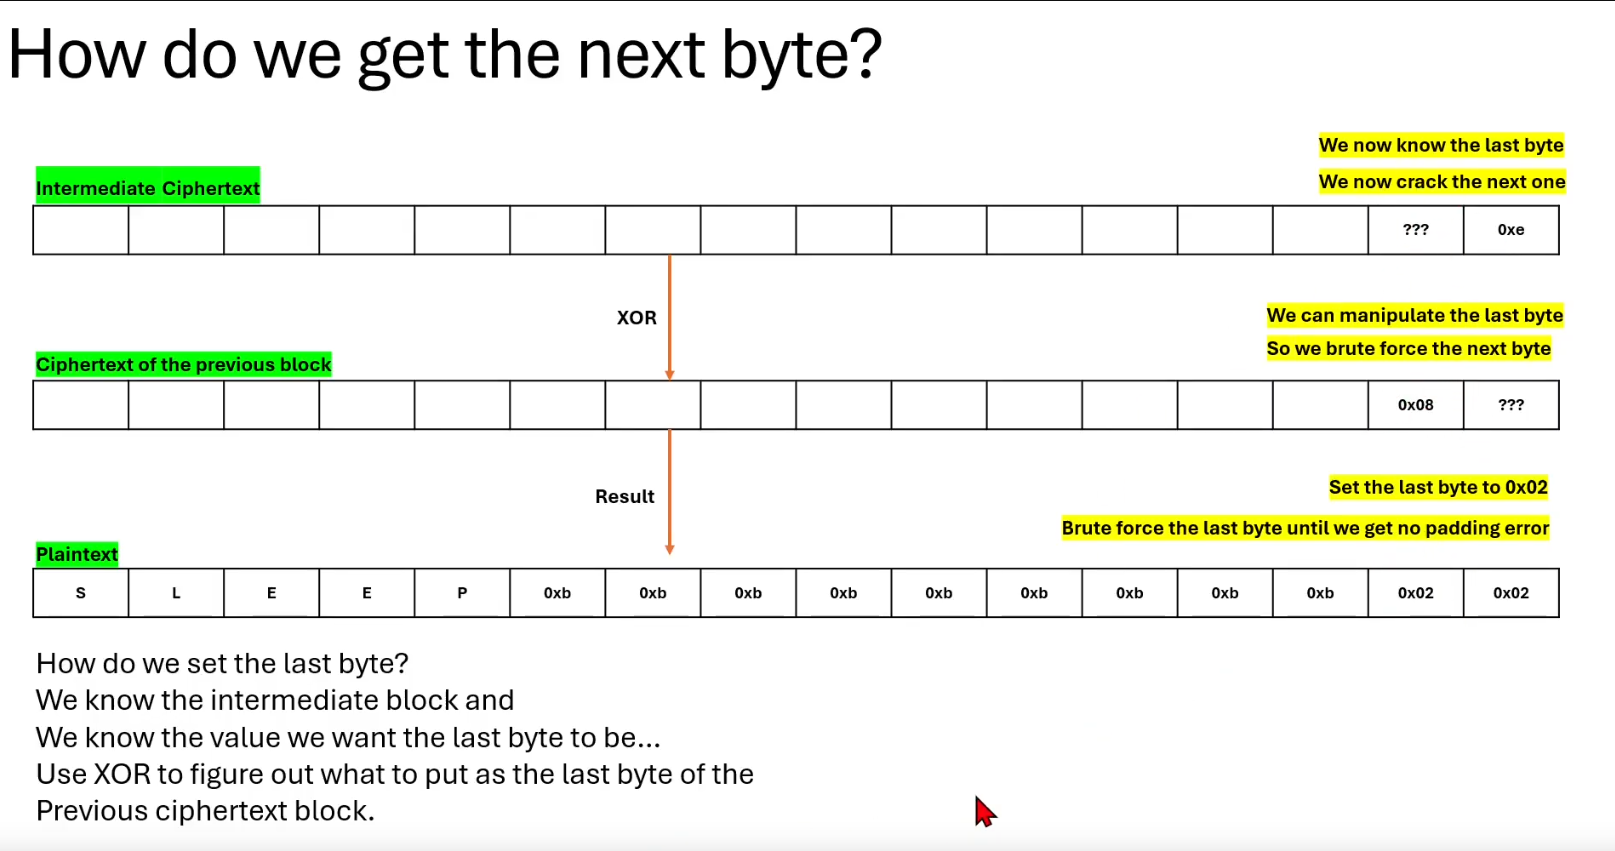 How do we get the next byte?
We now know the last byte
We now crack the next one
Intermediate Ciphertext
??? 0xe
XOR
We can manipulate the last byte
So we brute force the next byte
Ciphertext of the previous block
0x08 ???
Result
Set the last byte to 0x02
Brute force the last byte until we get no padding error
Plaintext
S L E E P 0xb 0xb 0xb 0xb 0xb 0xb 0xb 0xb 0xb 0x02 0x02
How do we set the last byte?
We know the intermediate block and
We know the value we want the last byte to be...
Use XOR to figure out what to put as the last byte of the
Previous ciphertext block.